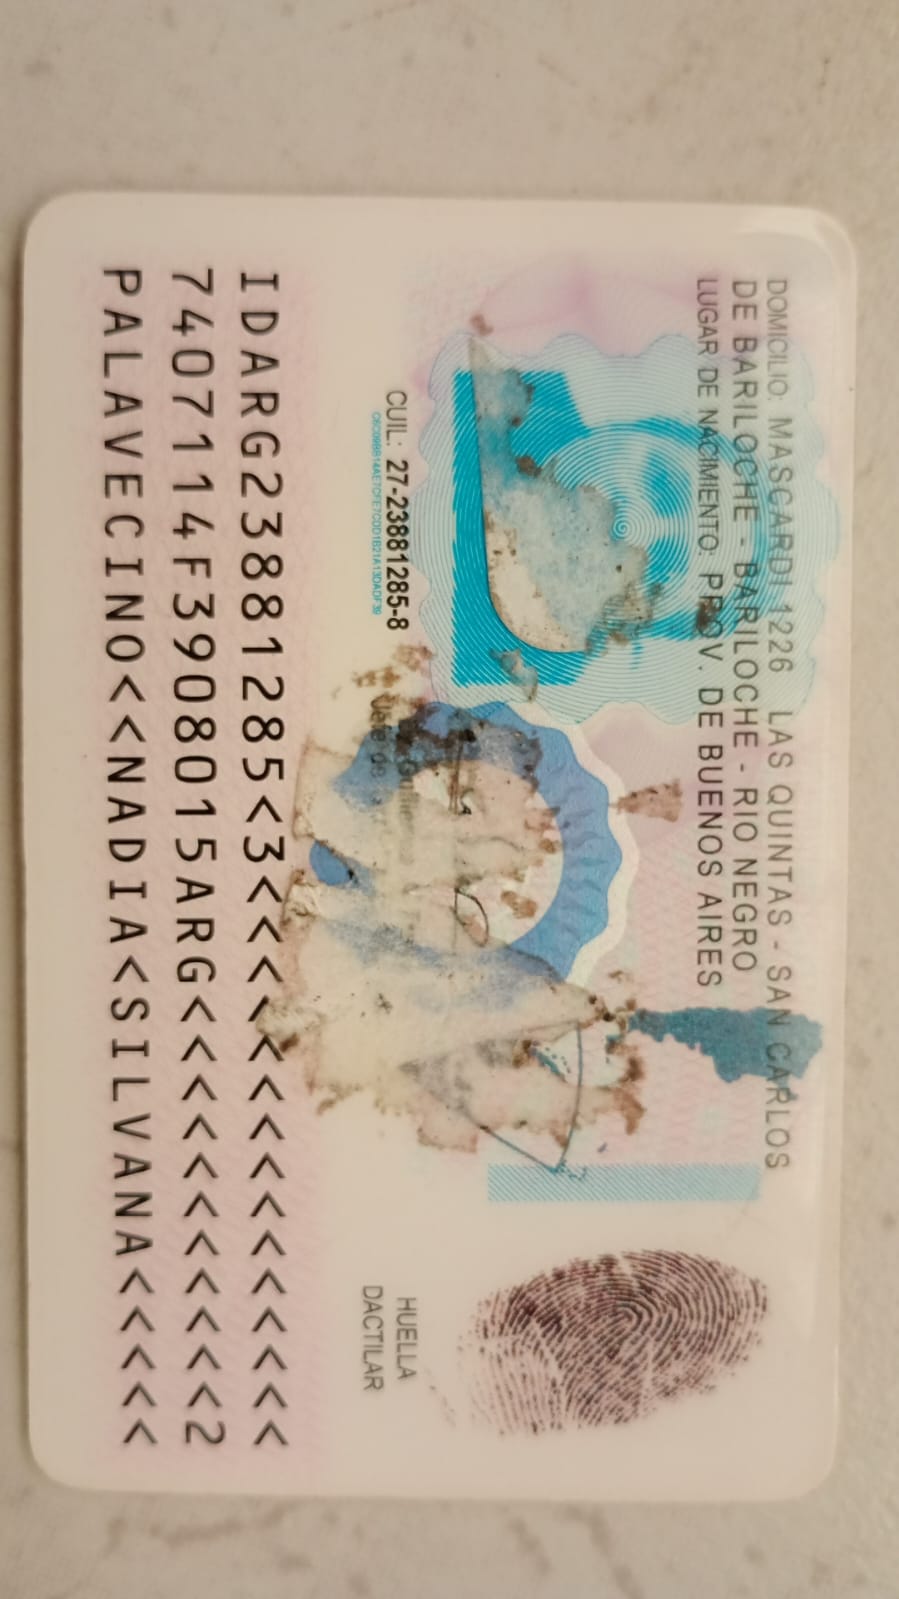 DOMICILIO: MASCARDI 1226 LAS QUINTAS - SAN CARLOS
DE BARILOCHE - BARILOCHE - RIO NEGRO
LUGAR DE NACIMIENTO: PROV. DE BUENOS AIRES
CUIL: 27-23881285-8
HUELLA
DACTILAR
IDARG23881285<3<<<<<<<<<<<<<<<
7407114F3908015ARG<<<<<<<<<<<2
PALAVECINO<<NADIA<SILVANA<<<<<